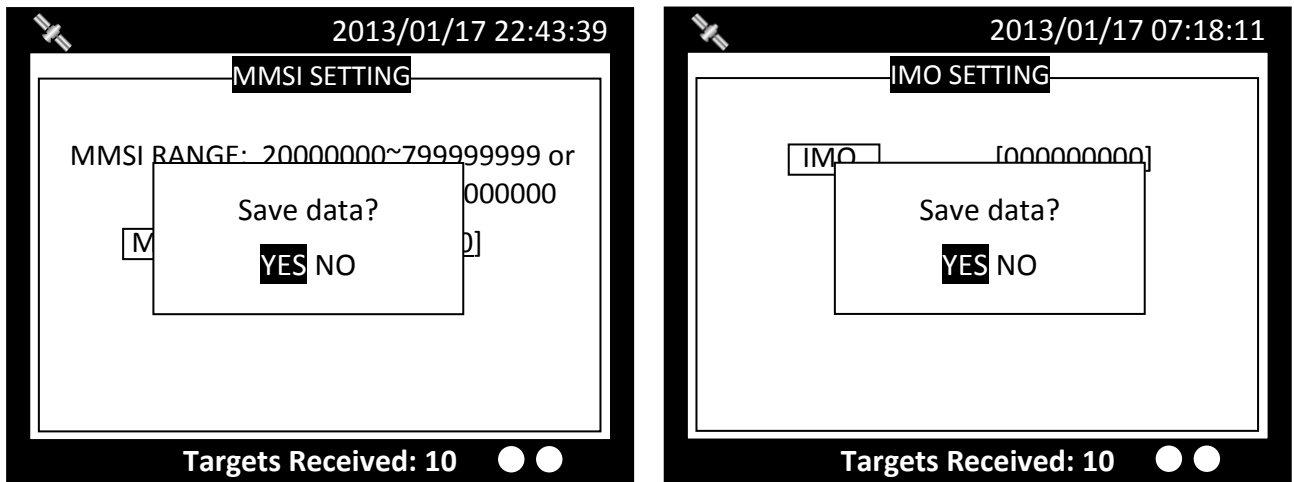 2013/01/17 22:43:39
MMSI SETTING
MMSI RANGE: 20000000~799999999 or
000000
Save data?
YES NO
Targets Received: 10
2013/01/17 07:18:11
IMO SETTING
IMO [000000000]
Save data?
YES NO
Targets Received: 10